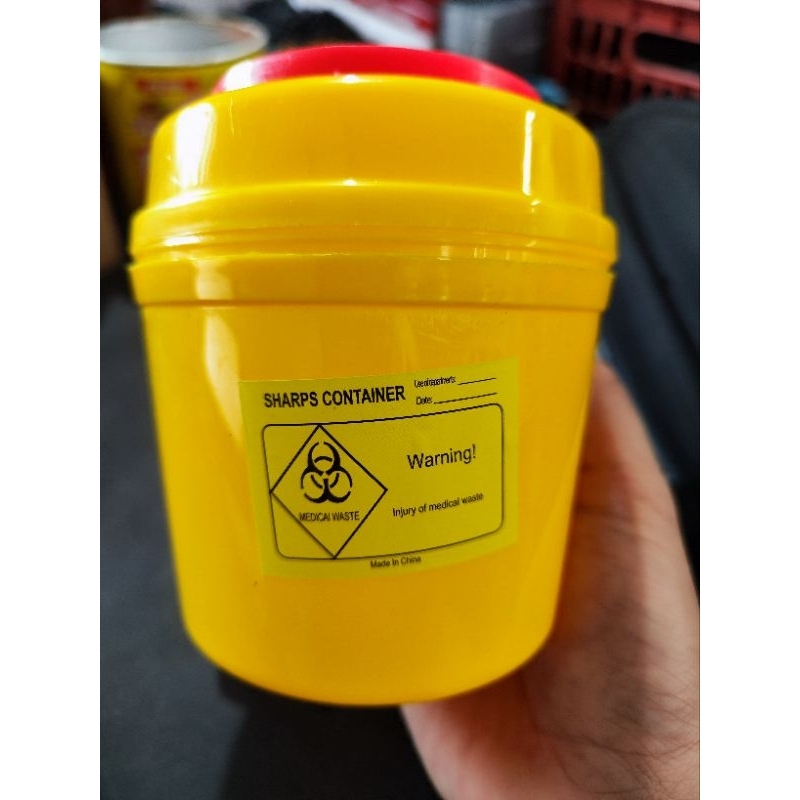 SHARPS CONTAINER
Date:
Warning!
MEDICAL WASTE
Injury of medical waste
Made In China